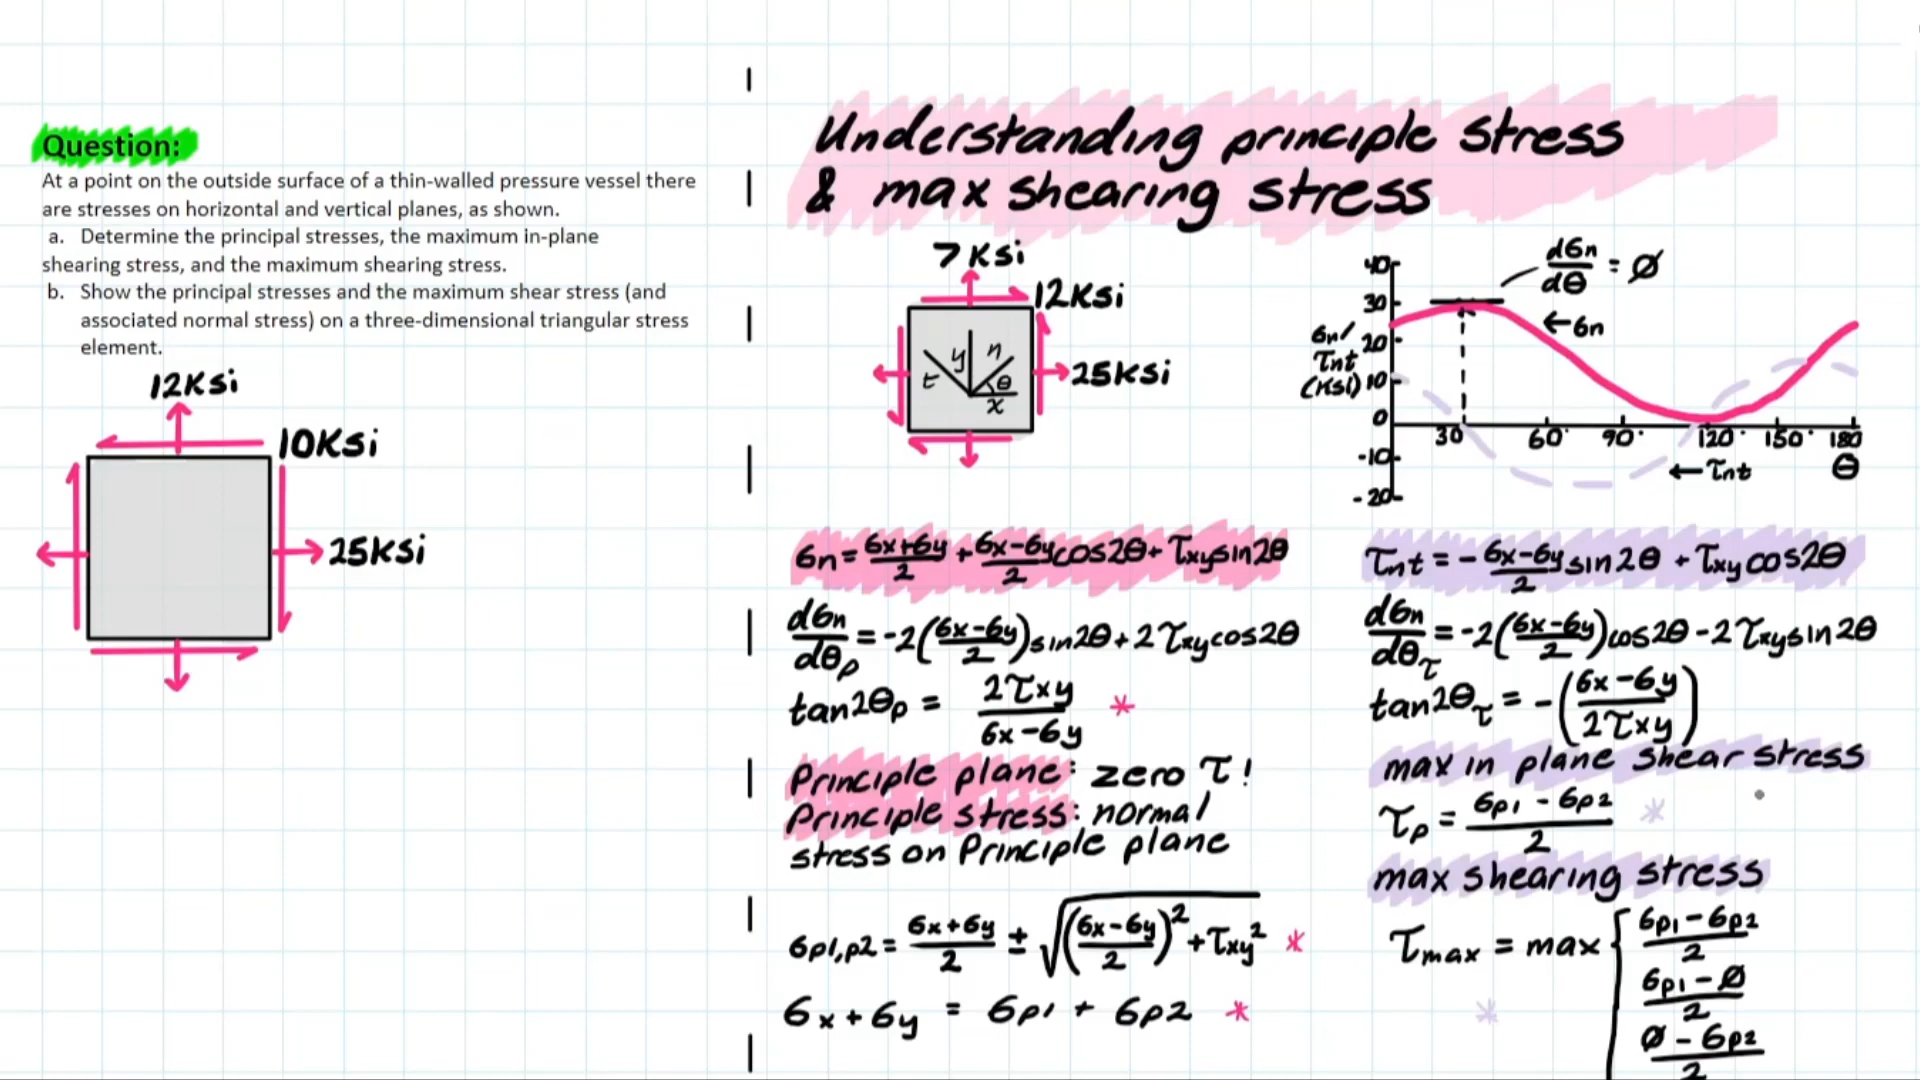 Question:
At a point on the outside surface of a thin-walled pressure vessel there
are stresses on horizontal and vertical planes, as shown.
a. Determine the principal stresses, the maximum in-plane
shearing stress, and the maximum shearing stress.
b. Show the principal stresses and the maximum shear stress (and
associated normal stress) on a three-dimensional triangular stress
element.
12Ksi
10Ksi
25Ksi
Understanding principle stress
& max shearing stress
7Ksi
12Ksi
25Ksi
t y n θ
x
40
30
20
10
0
-10
-20
σn/
τnt
(Ksi)
dσn/dθ = Ø
←σn
30 60° 90° 120° 150° 180
←τnt θ
σn = (σx+σy)/2 + (σx-σy)/2 cos2θ + τxy sin2θ
dσn/dθp = -2((σx-σy)/2) sin2θ + 2τxy cos2θ
tan2θp = 2τxy/(σx-σy) *
Principle plane: zero τ!
Principle stress: normal
stress on Principle plane
σp1,p2 = (σx+σy)/2 ± √(((σx-σy)/2)² + τxy²) *
σx + σy = σp1 + σp2 *
τnt = -(σx-σy)/2 sin2θ + τxy cos2θ
dσn/dθτ = -2((σx-σy)/2) cos2θ - 2τxy sin2θ
tan2θτ = -((σx-σy)/(2τxy))
max in plane shear stress
τp = (σp1 - σp2)/2 *
max shearing stress
τmax = max { (σp1 - σp2)/2
(σp1 - Ø)/2
(Ø - σp2)/2
*